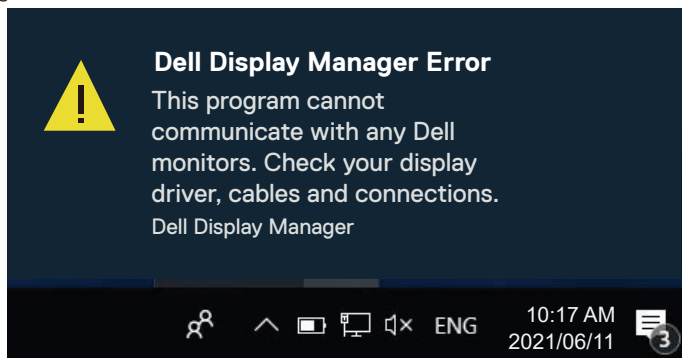 Dell Display Manager Error
This program cannot
communicate with any Dell
monitors. Check your display
driver, cables and connections.
Dell Display Manager
ENG
10:17 AM
2021/06/11
3